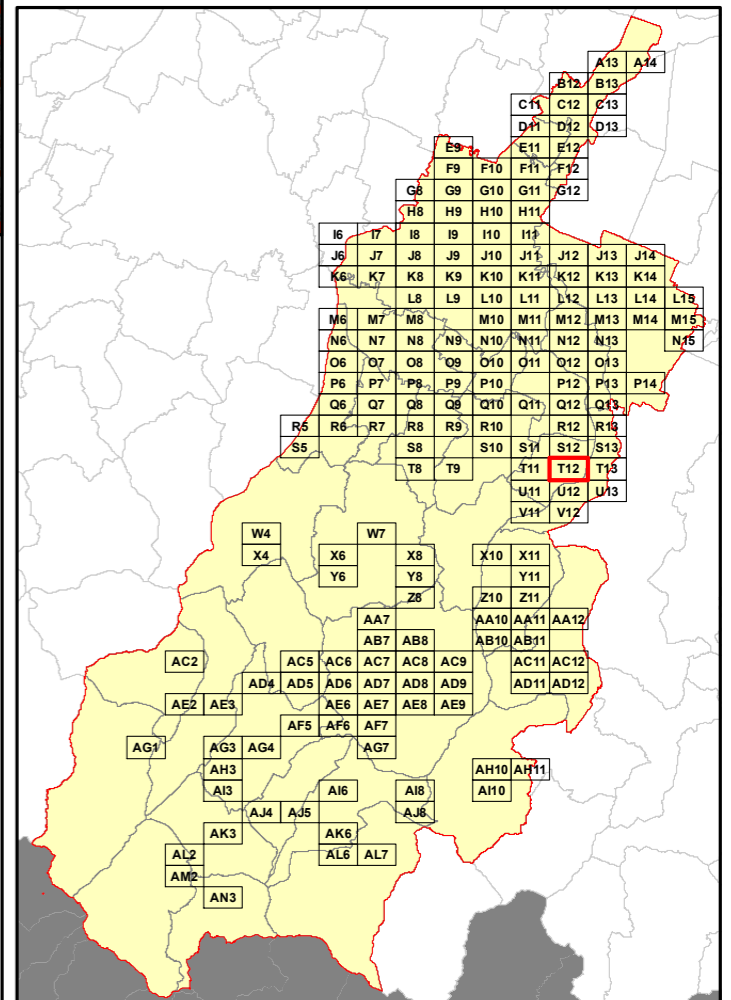 A13 A14
B12 B13
C11 C12 C13
D11 D12 D13
E9 E11 E12
F9 F10 F11 F12
G8 G9 G10 G11 G12
H8 H9 H10 H11
I6 I7 I8 I9 I10 I11
J6 J7 J8 J9 J10 J11 J12 J13 J14
K6 K7 K8 K9 K10 K11 K12 K13 K14
L8 L9 L10 L11 L12 L13 L14 L15
M6 M7 M8 M10 M11 M12 M13 M14 M15
N6 N7 N8 N9 N10 N11 N12 N13 N15
O6 O7 O8 O9 O10 O11 O12 O13
P6 P7 P8 P9 P10 P12 P13 P14
Q6 Q7 Q8 Q9 Q10 Q11 Q12 Q13
R5 R6 R7 R8 R9 R10 R12 R13
S5 S8 S10 S11 S12 S13
T8 T9 T11 T12 T13
U11 U12 U13
V11 V12
W4 W7
X4 X6 X8 X10 X11
Y6 Y8 Y11
Z8 Z10 Z11
AA7 AA10 AA11 AA12
AB7 AB8 AB10 AB11
AC2 AC5 AC6 AC7 AC8 AC9 AC11 AC12
AD4 AD5 AD6 AD7 AD8 AD9 AD11 AD12
AE2 AE3 AE6 AE7 AE8 AE9
AF5 AF6 AF7
AG1 AG3 AG4 AG7
AH3 AH10 AH11
AI3 AI6 AI8 AI10
AJ4 AJ5 AJ8
AK3 AK6
AL2 AL6 AL7
AM2
AN3